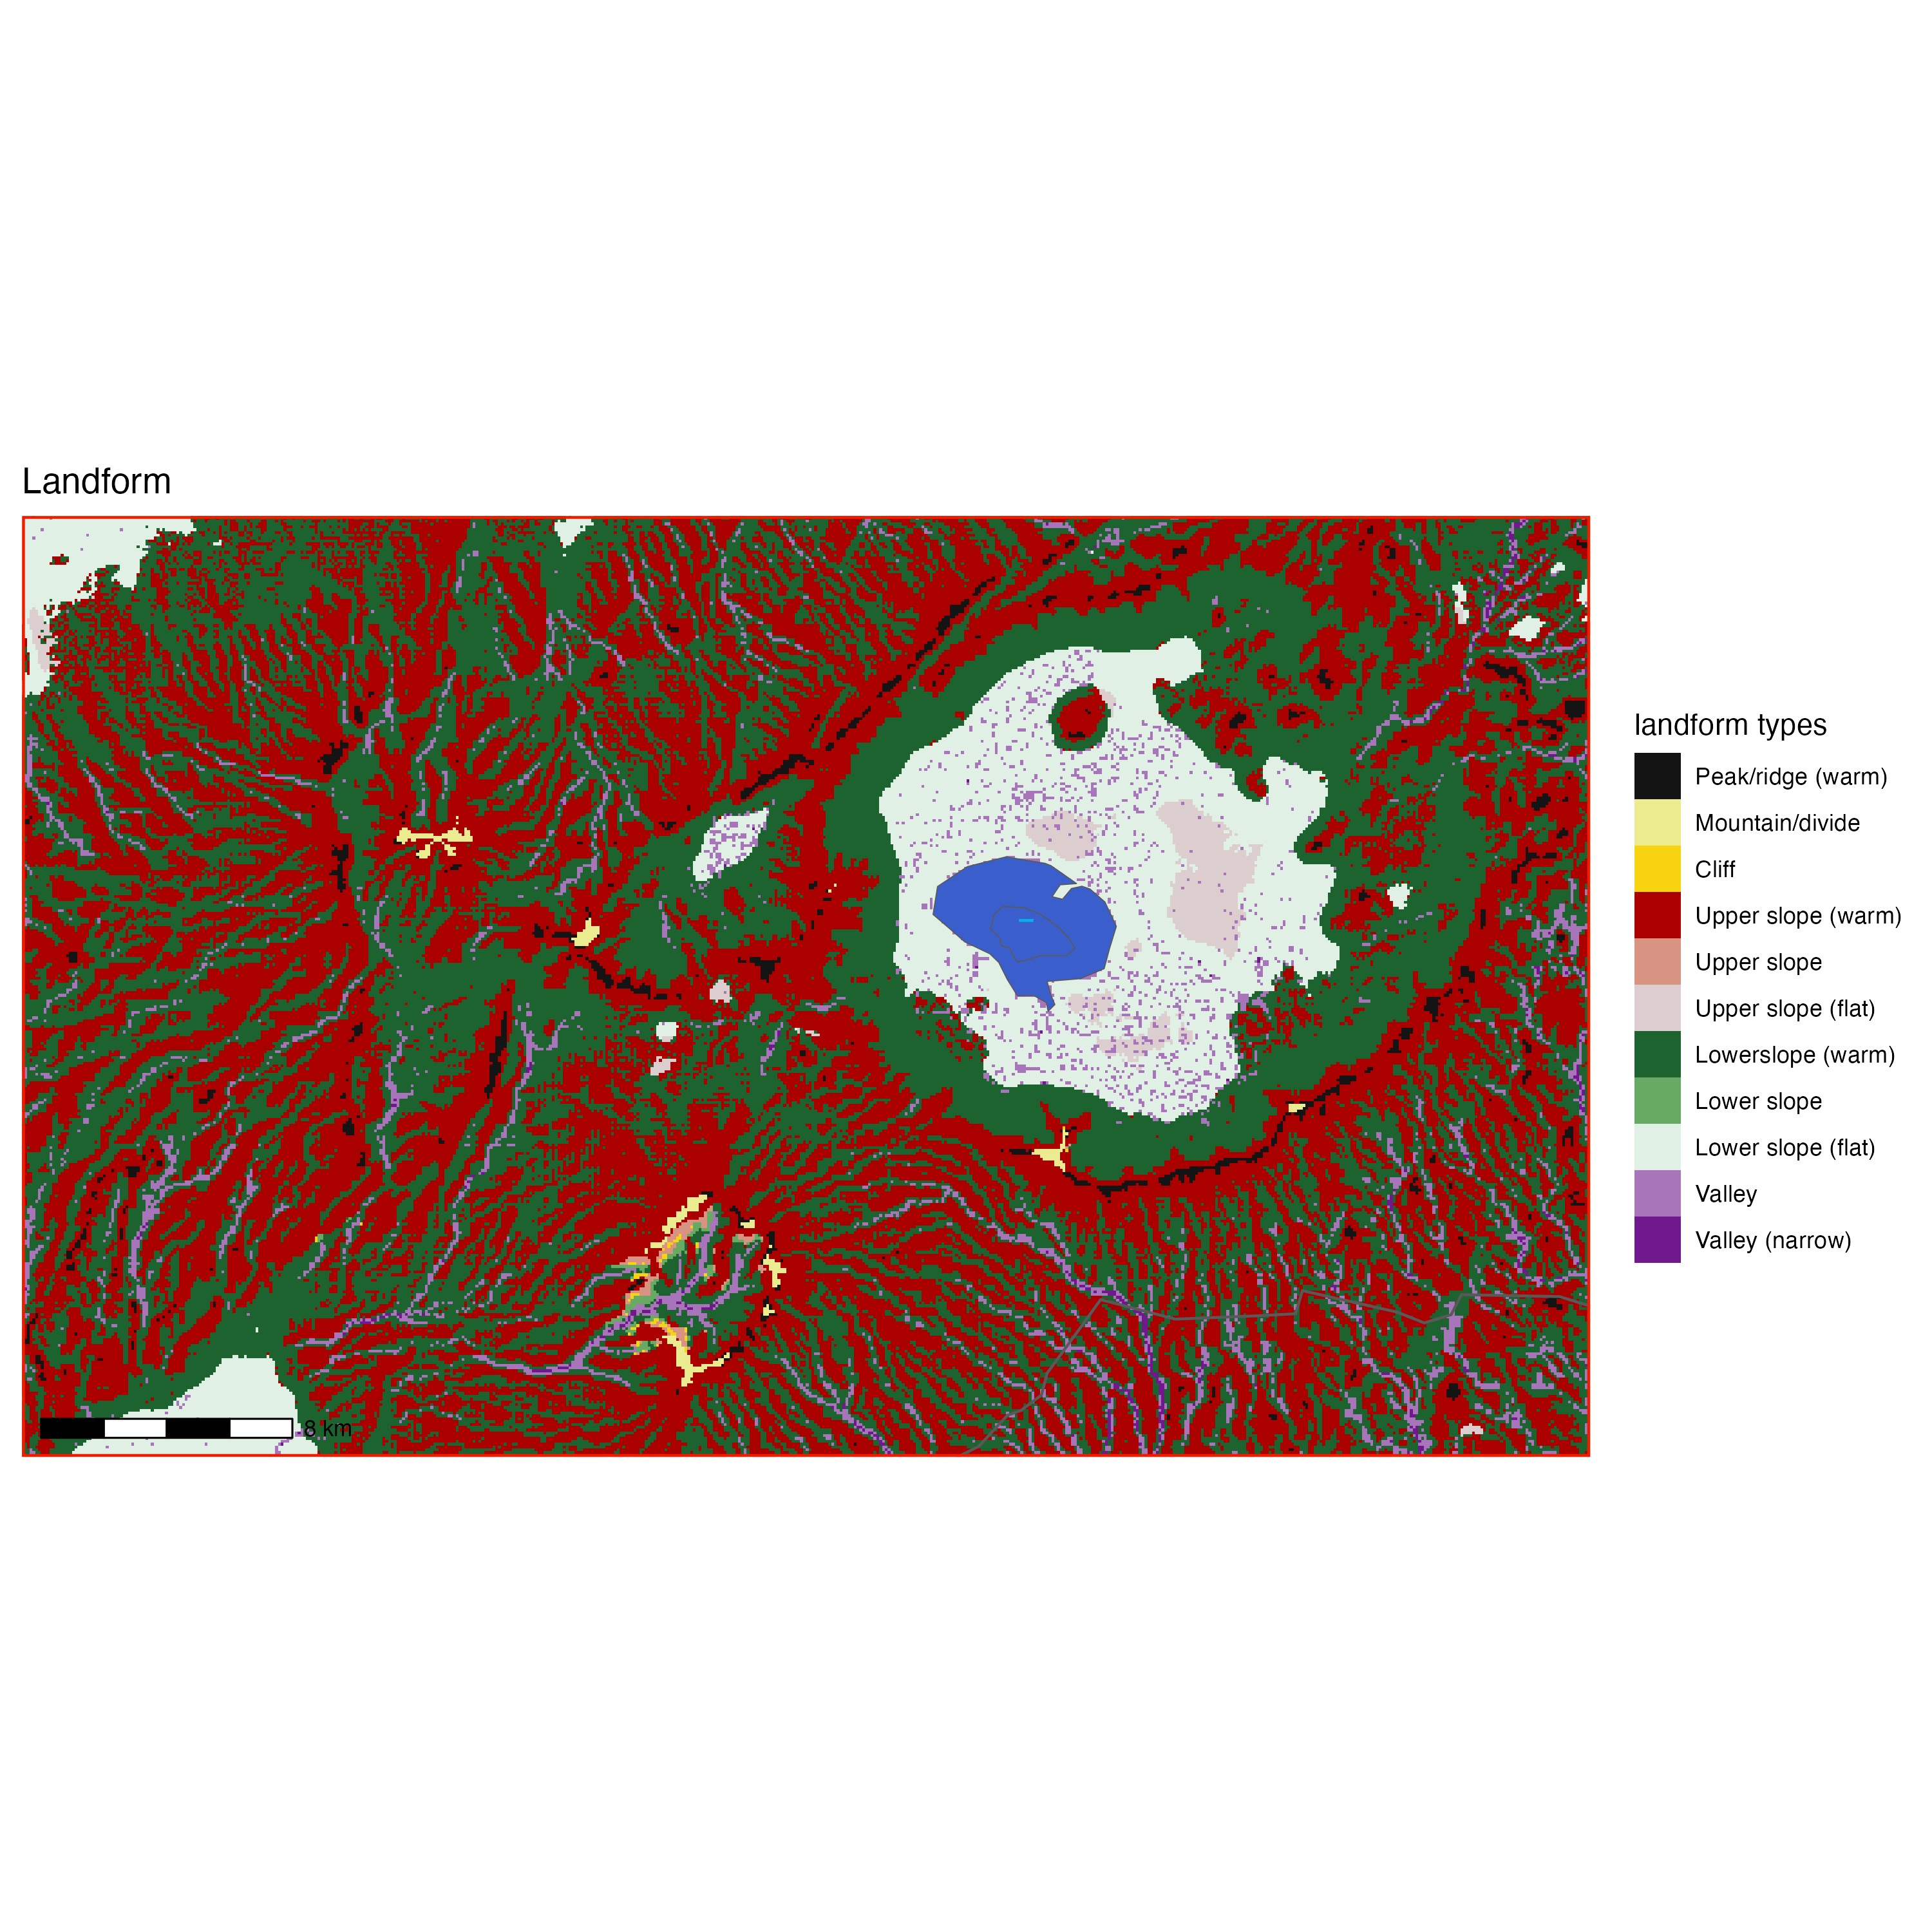 Landform
landform types
Peak/ridge (warm)
Mountain/divide
Cliff
Upper slope (warm)
Upper slope
Upper slope (flat)
Lowerslope (warm)
Lower slope
Lower slope (flat)
Valley
Valley (narrow)
8 km